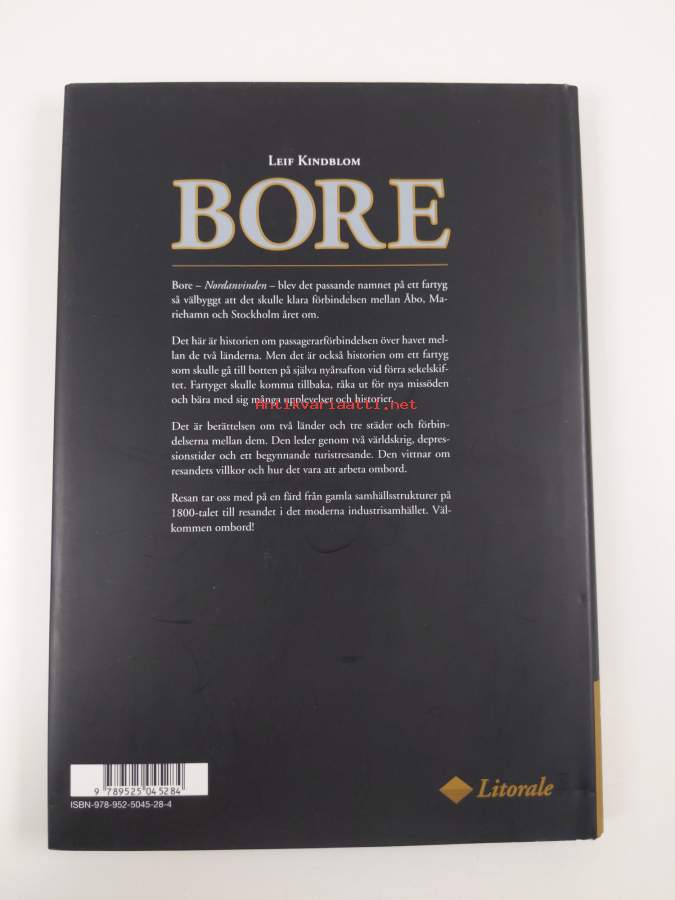 LEIF KINDBLOM
BORE
Bore – Nordanvinden – blev det passande namnet på ett fartyg
så välbyggt att det skulle klara förbindelsen mellan Åbo, Ma-
riehamn och Stockholm året om.
Det här är historien om passagerarförbindelsen över havet mel-
lan de två länderna. Men det är också historien om ett fartyg
som skulle gå till botten på själva nyårsafton vid förra sekelskif-
tet. Fartyget skulle komma tillbaka, råka ut för nya missöden
och bära med sig många upplevelser och historier.
Antikvariaatti.net
Det är berättelsen om två länder och tre städer och förbin-
delserna mellan dem. Den leder genom två världskrig, depres-
sionstider och ett begynnande turistresande. Den vittnar om
resandets villkor och hur det vara att arbeta ombord.
Resan tar oss med på en färd från gamla samhällsstrukturer på
1800-talet till resandet i det moderna industrisamhället. Väl-
kommen ombord!
9 789525 045284
ISBN-978-952-5045-28-4
Litorale